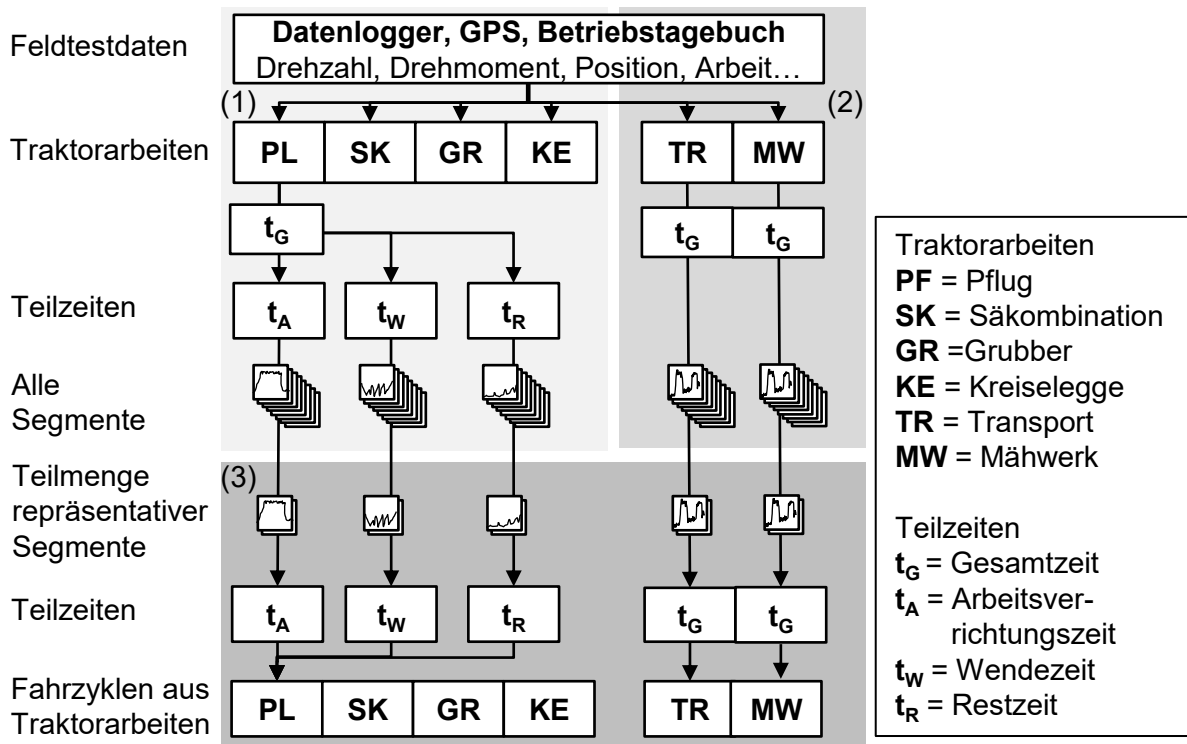 Feldtestdaten
Datenlogger, GPS, Betriebstagebuch
Drehzahl, Drehmoment, Position, Arbeit…
(1)
(2)
Traktorarbeiten
PL SK GR KE TR MW
tG
tG tG
Teilzeiten
tA tW tR
Alle
Segmente
(3)
Teilmenge
repräsentativer
Segmente
Teilzeiten
tA tW tR tG tG
Fahrzyklen aus
Traktorarbeiten
PL SK GR KE TR MW
Traktorarbeiten
PF = Pflug
SK = Säkombination
GR =Grubber
KE = Kreiselegge
TR = Transport
MW = Mähwerk
Teilzeiten
tG = Gesamtzeit
tA = Arbeitsver-
richtungszeit
tW = Wendezeit
tR = Restzeit